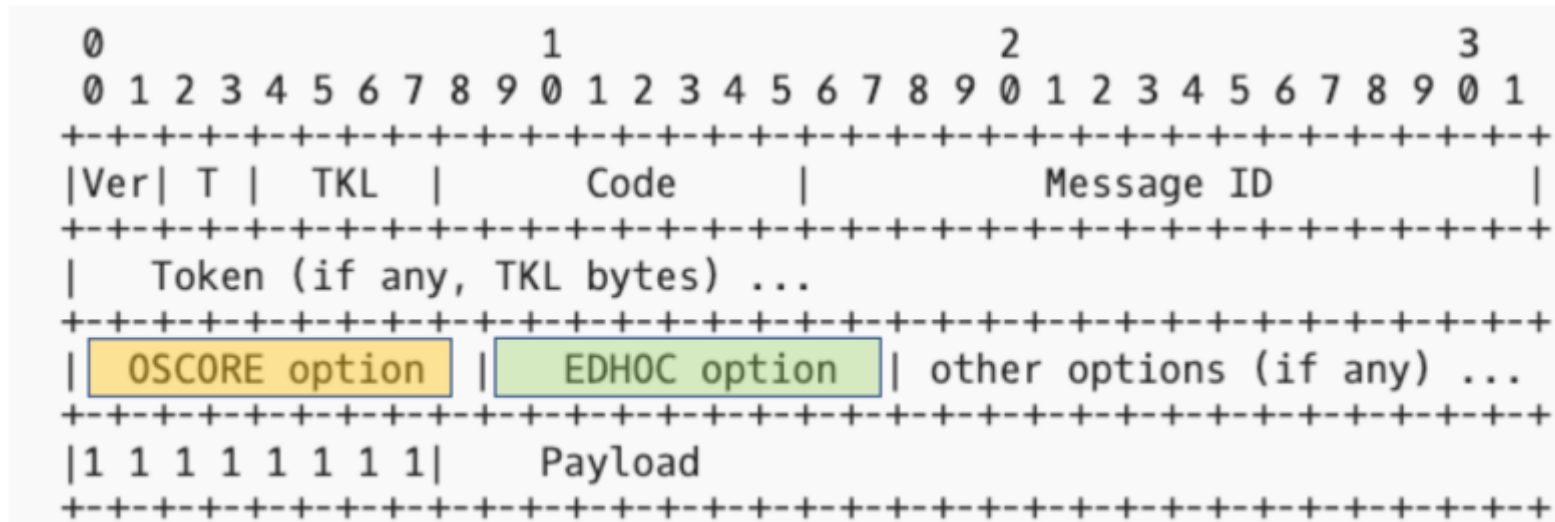 0 1 2 3
0 1 2 3 4 5 6 7 8 9 0 1 2 3 4 5 6 7 8 9 0 1 2 3 4 5 6 7 8 9 0 1
+-+-+-+-+-+-+-+-+-+-+-+-+-+-+-+-+-+-+-+-+-+-+-+-+-+-+-+-+-+-+-+-+
|Ver| T | TKL | Code | Message ID |
+-+-+-+-+-+-+-+-+-+-+-+-+-+-+-+-+-+-+-+-+-+-+-+-+-+-+-+-+-+-+-+-+
| Token (if any, TKL bytes) ...
+-+-+-+-+-+-+-+-+-+-+-+-+-+-+-+-+-+-+-+-+-+-+-+-+-+-+-+-+-+-+-+-+
| OSCORE option | EDHOC option | other options (if any) ...
+-+-+-+-+-+-+-+-+-+-+-+-+-+-+-+-+-+-+-+-+-+-+-+-+-+-+-+-+-+-+-+-+
|1 1 1 1 1 1 1 1| Payload
+-+-+-+-+-+-+-+-+-+-+-+-+-+-+-+-+-+-+-+-+-+-+-+-+-+-+-+-+-+-+-+-+